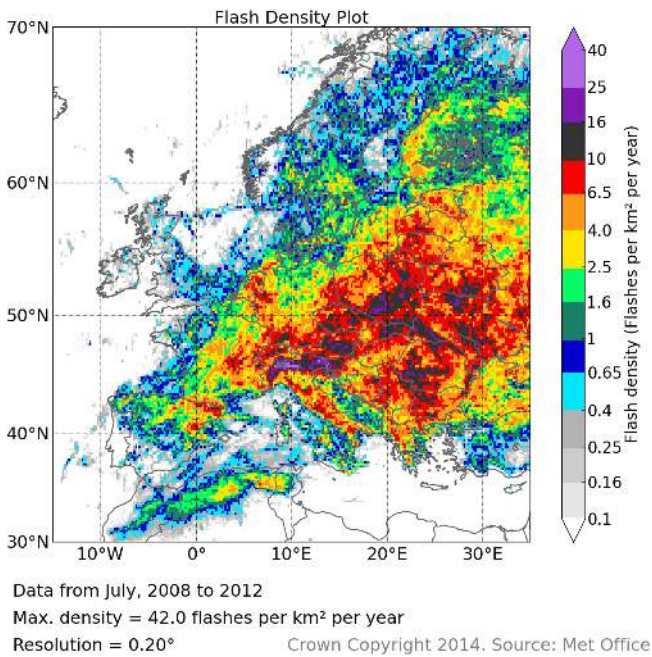 Flash Density Plot
70°N
60°N
50°N
40°N
30°N
10°W 0° 10°E 20°E 30°E
40
25
16
10
6.5
4.0
2.5
1.6
1
0.65
0.4
0.25
0.16
0.1
Flash density (Flashes per km² per year)
Data from July, 2008 to 2012
Max. density = 42.0 flashes per km² per year
Resolution = 0.20°
Crown Copyright 2014. Source: Met Office